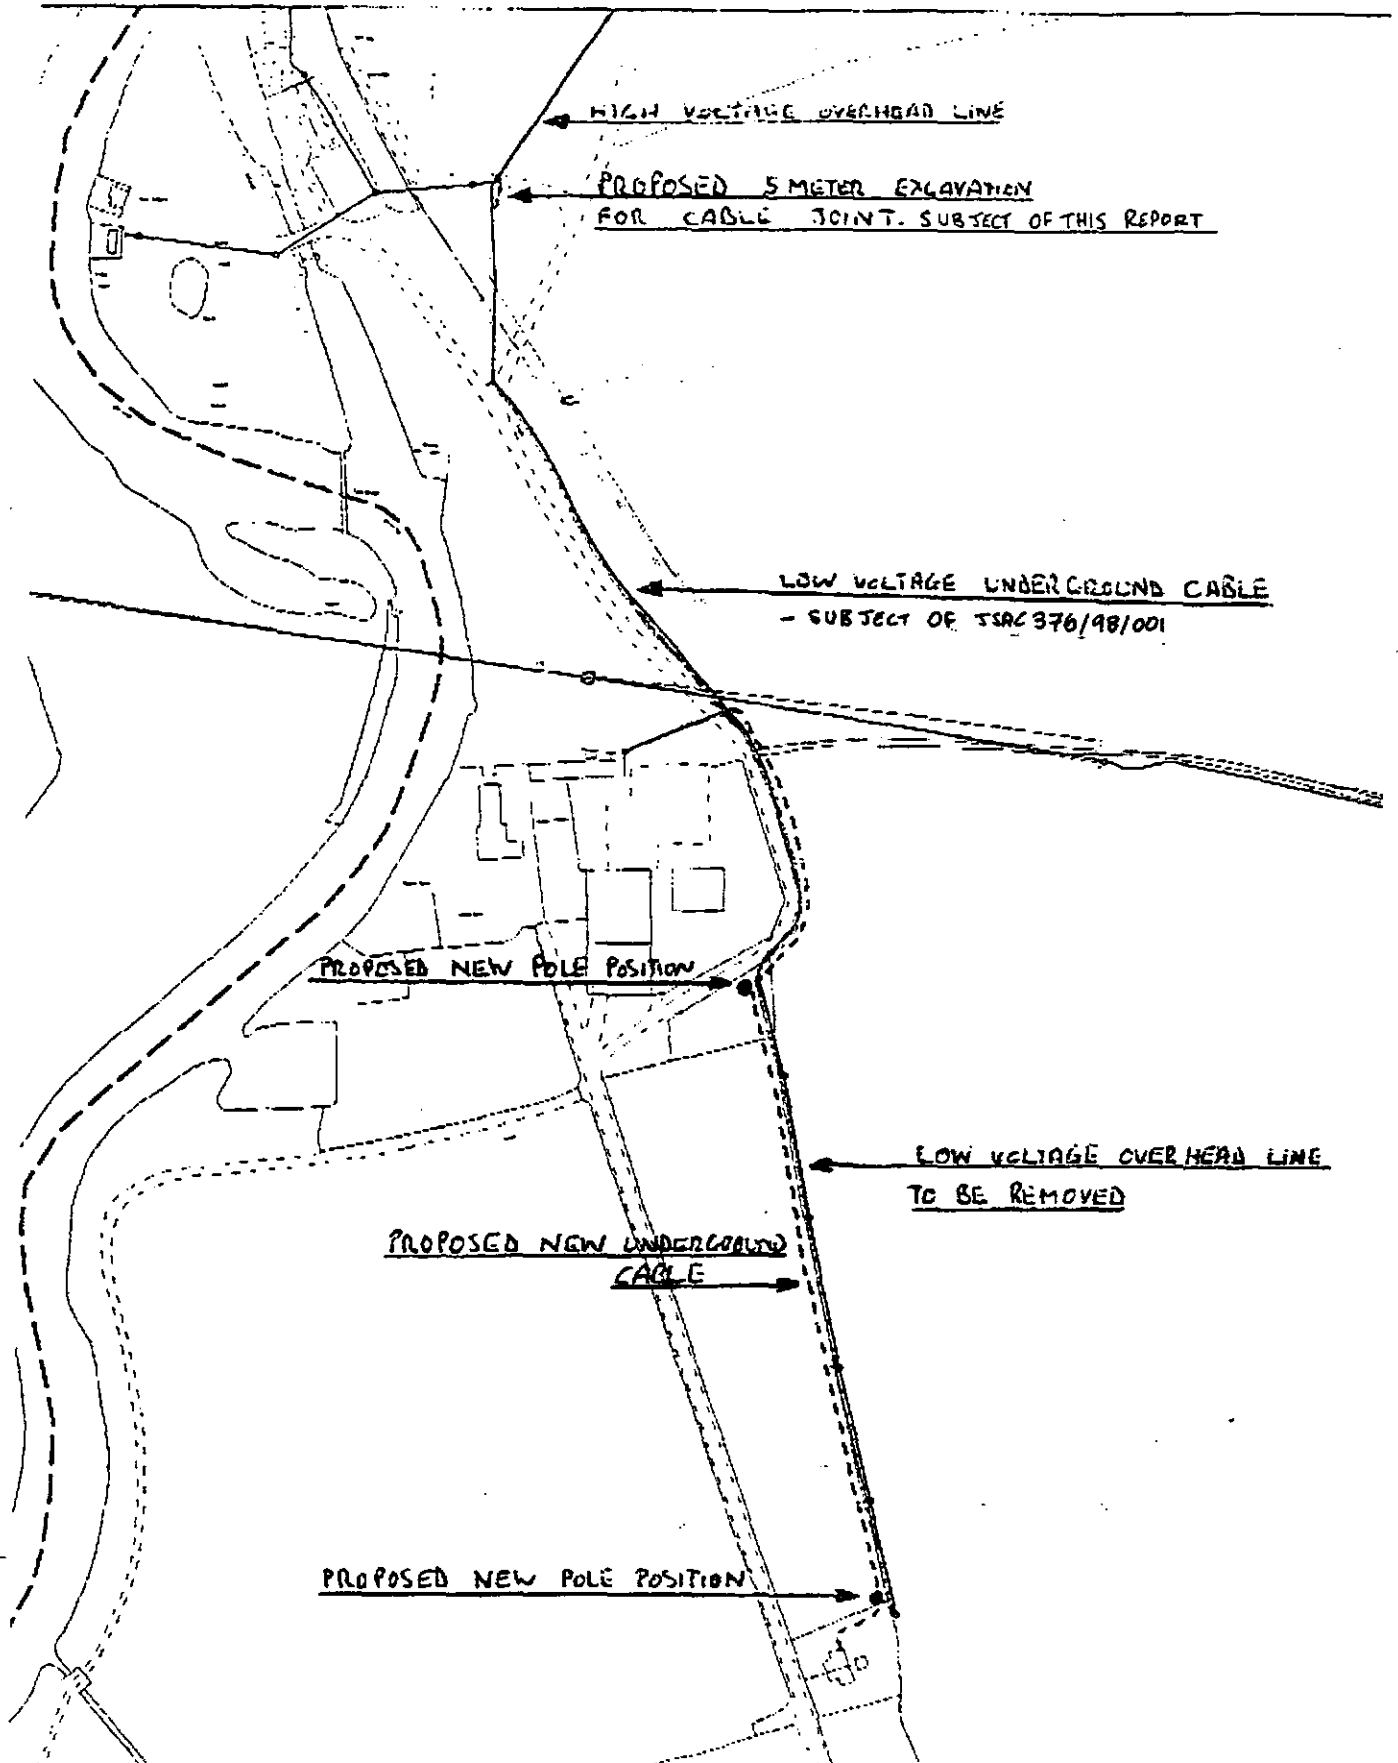 HIGH VOLTAGE OVERHEAD LINE
PROPOSED 5 METER EXCAVATION
FOR CABLE JOINT. SUBJECT OF THIS REPORT
LOW VOLTAGE UNDERGROUND CABLE
- SUBJECT OF TSAC 376/98/001
PROPOSED NEW POLE POSITION
LOW VOLTAGE OVERHEAD LINE
TO BE REMOVED
PROPOSED NEW UNDERGROUND
CABLE
PROPOSED NEW POLE POSITION